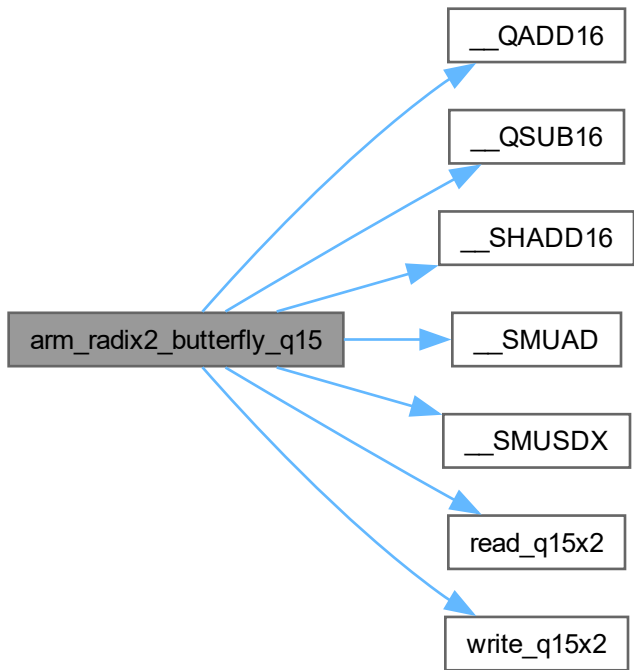 __QADD16
__QSUB16
__SHADD16
arm_radix2_butterfly_q15
__SMUAD
__SMUSDX
read_q15x2
write_q15x2